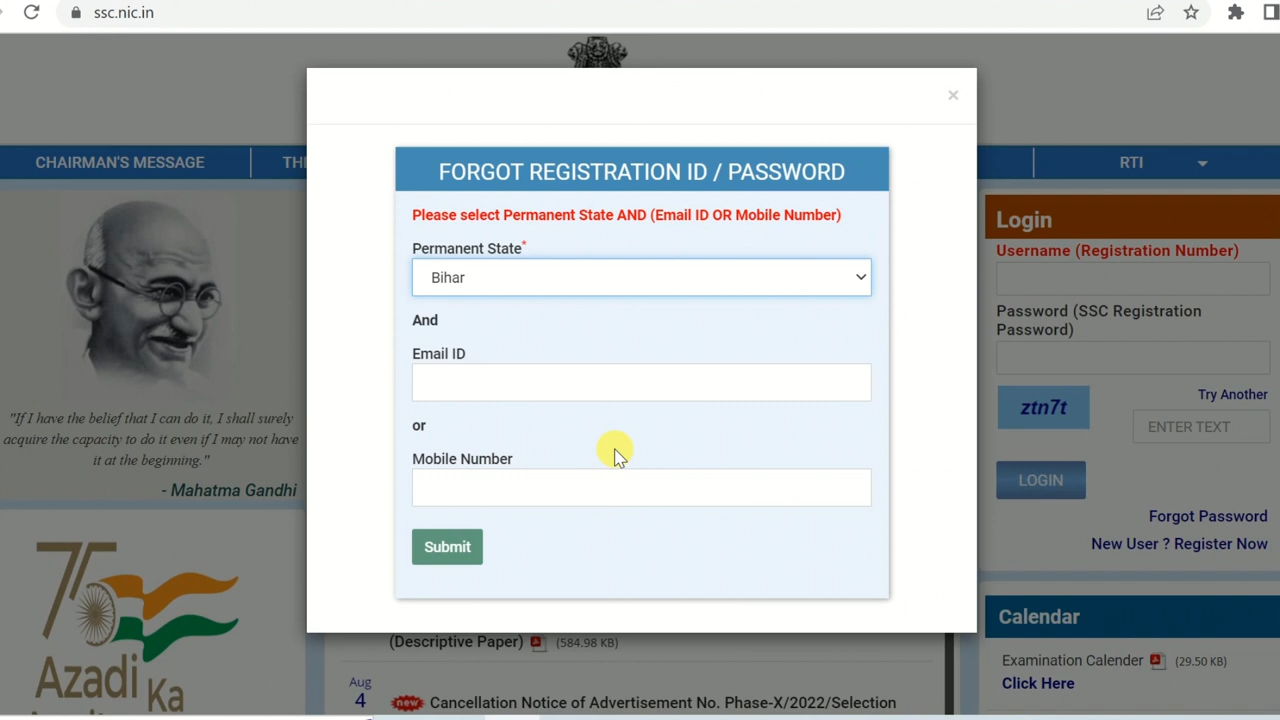 ssc.nic.in
CHAIRMAN'S MESSAGE
RTI
FORGOT REGISTRATION ID / PASSWORD
Please select Permanent State AND (Email ID OR Mobile Number)
Permanent State*
Bihar
And
Email ID
or
Mobile Number
Submit
"If I have the belief that I can do it, I shall surely
acquire the capacity to do it even if I may not have
it at the beginning."
- Mahatma Gandhi
75
Azadi
Ka
Login
Username (Registration Number)
Password (SSC Registration
Password)
ztn7t
Try Another
ENTER TEXT
LOGIN
Forgot Password
New User ? Register Now
Calendar
Examination Calender (29.50 KB)
Click Here
(Descriptive Paper) (584.98 KB)
Aug
4
new Cancellation Notice of Advertisement No. Phase-X/2022/Selection